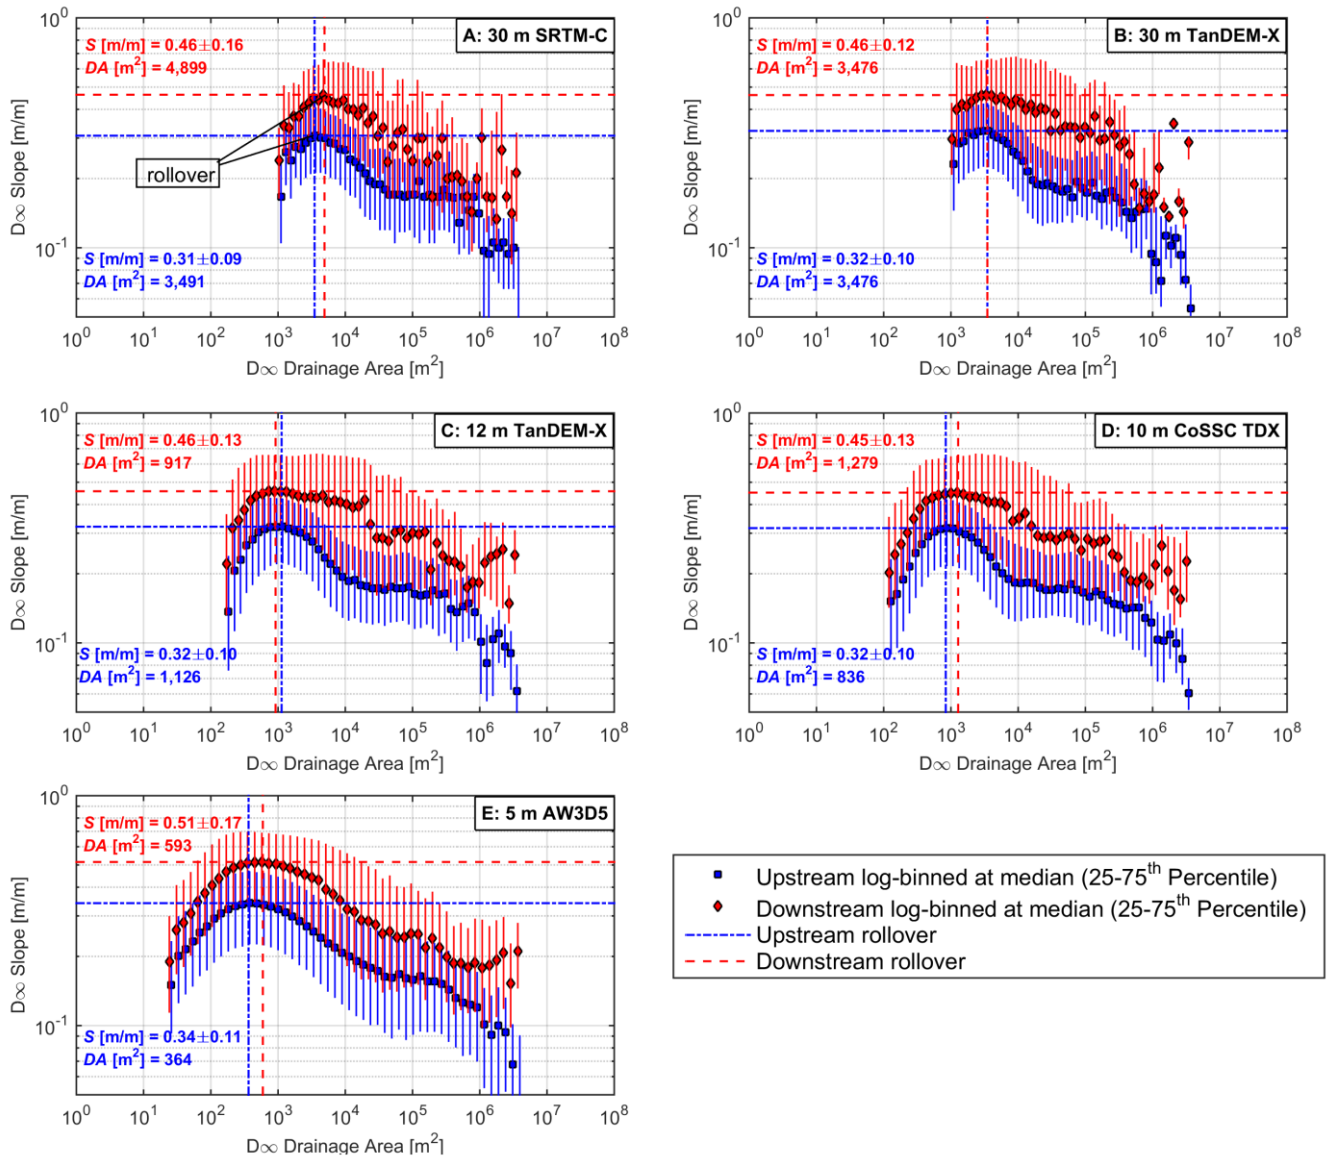 A: 30 m SRTM-C
S [m/m] = 0.46±0.16
DA [m²] = 4,899
rollover
S [m/m] = 0.31±0.09
DA [m²] = 3,491
10⁰
10⁻¹
D∞ Slope [m/m]
10⁰ 10¹ 10² 10³ 10⁴ 10⁵ 10⁶ 10⁷ 10⁸
D∞ Drainage Area [m²]
B: 30 m TanDEM-X
S [m/m] = 0.46±0.12
DA [m²] = 3,476
S [m/m] = 0.32±0.10
DA [m²] = 3,476
10⁰
10⁻¹
D∞ Slope [m/m]
10⁰ 10¹ 10² 10³ 10⁴ 10⁵ 10⁶ 10⁷ 10⁸
D∞ Drainage Area [m²]
C: 12 m TanDEM-X
S [m/m] = 0.46±0.13
DA [m²] = 917
S [m/m] = 0.32±0.10
DA [m²] = 1,126
10⁰
10⁻¹
D∞ Slope [m/m]
10⁰ 10¹ 10² 10³ 10⁴ 10⁵ 10⁶ 10⁷ 10⁸
D∞ Drainage Area [m²]
D: 10 m CoSSC TDX
S [m/m] = 0.45±0.13
DA [m²] = 1,279
S [m/m] = 0.32±0.10
DA [m²] = 836
10⁰
10⁻¹
D∞ Slope [m/m]
10⁰ 10¹ 10² 10³ 10⁴ 10⁵ 10⁶ 10⁷ 10⁸
D∞ Drainage Area [m²]
E: 5 m AW3D5
S [m/m] = 0.51±0.17
DA [m²] = 593
S [m/m] = 0.34±0.11
DA [m²] = 364
10⁰
10⁻¹
D∞ Slope [m/m]
10⁰ 10¹ 10² 10³ 10⁴ 10⁵ 10⁶ 10⁷ 10⁸
D∞ Drainage Area [m²]
Upstream log-binned at median (25-75th Percentile)
Downstream log-binned at median (25-75th Percentile)
Upstream rollover
Downstream rollover